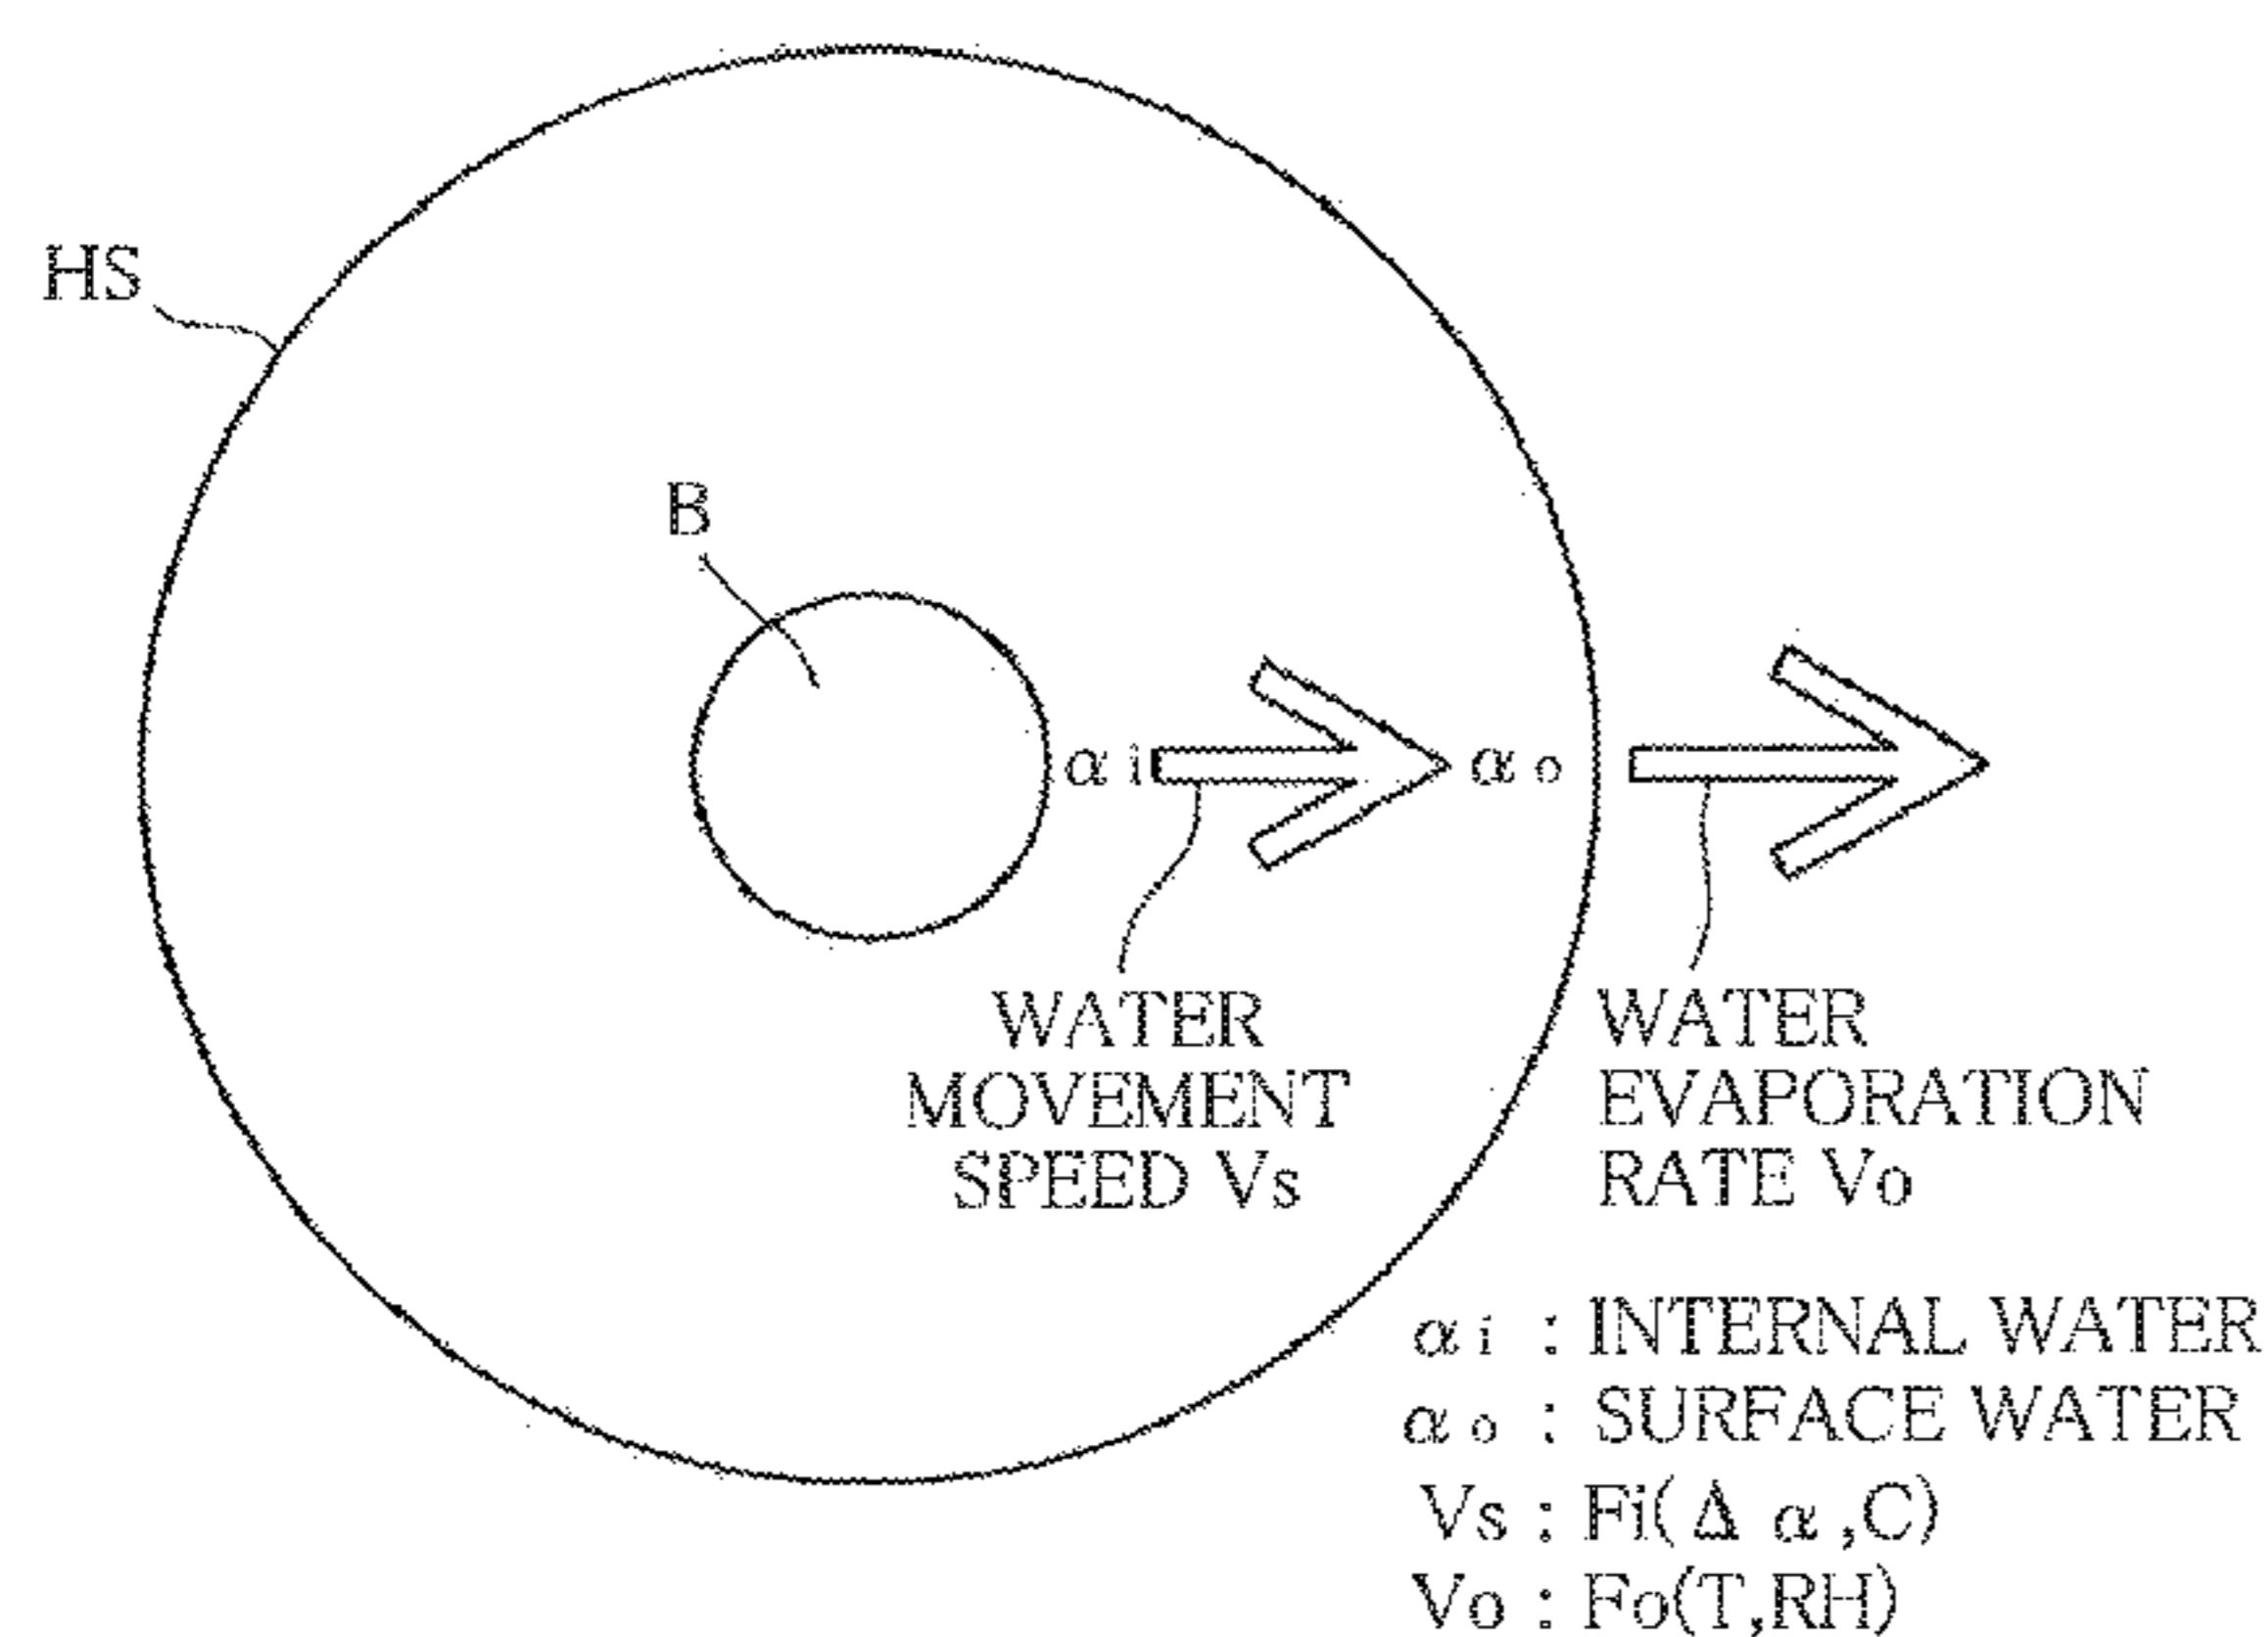 HS
B
αi
αo
WATER
MOVEMENT
SPEED Vs
WATER
EVAPORATION
RATE Vo
αi : INTERNAL WATER
αo : SURFACE WATER
Vs : Fi(Δα,C)
Vo : Fo(T,RH)